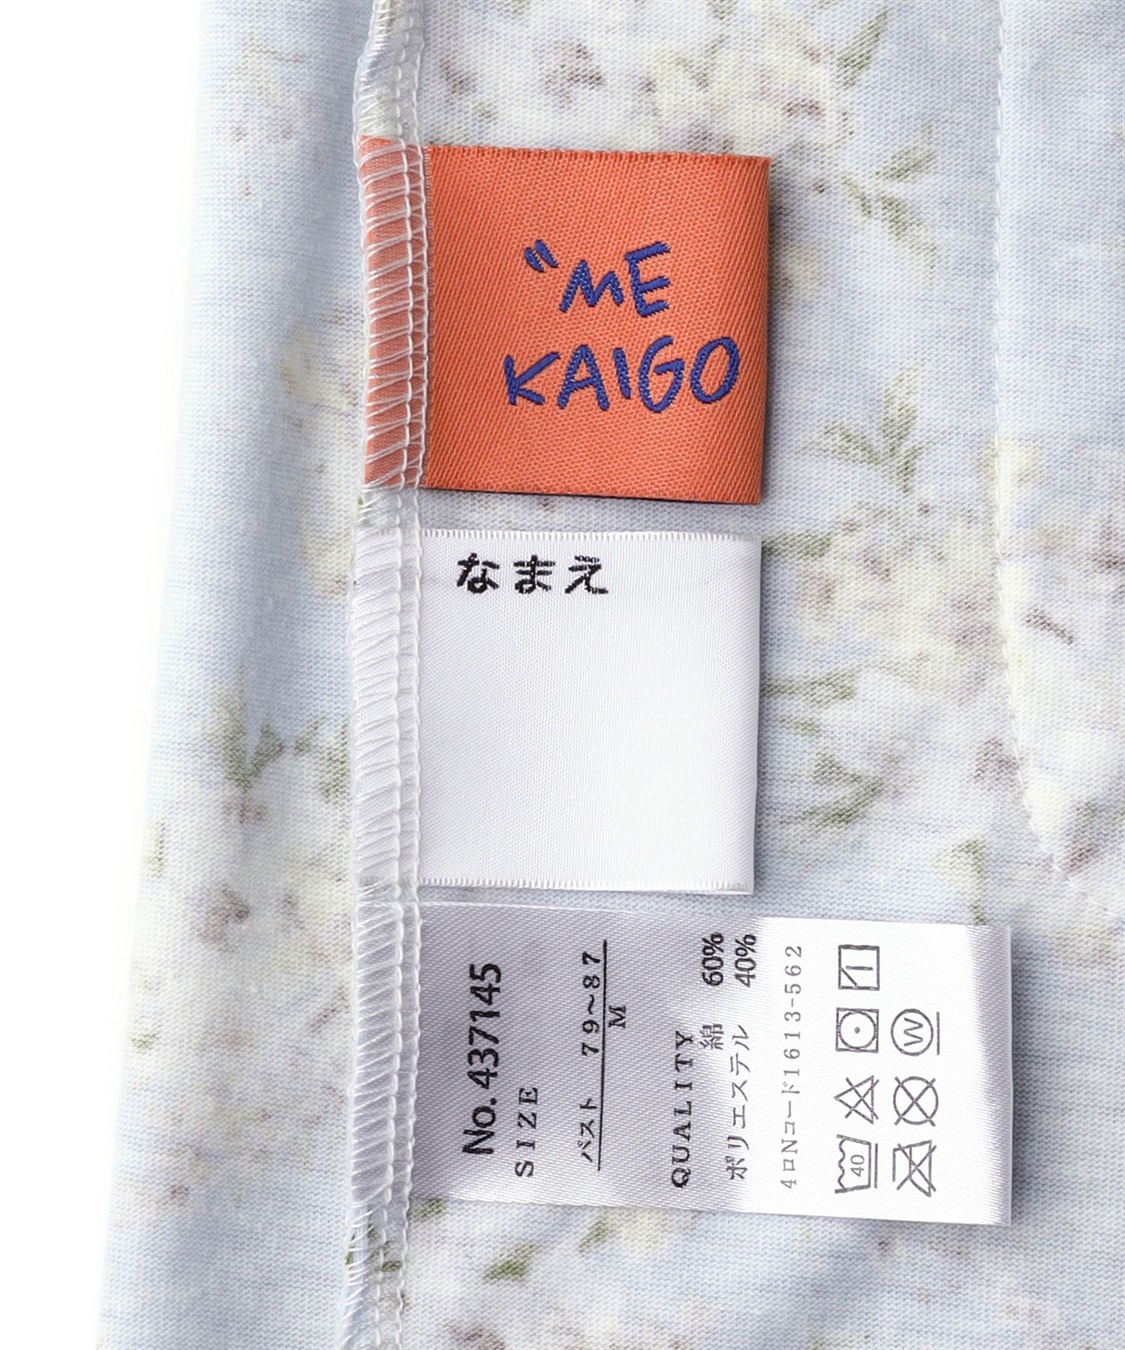 "ME
KAIGO
なまえ
No. 437145
SIZE
バスト 79~87
M
QUALITY
綿 60%
ポリエステル 40%
4ロNコード1613-562
40
W